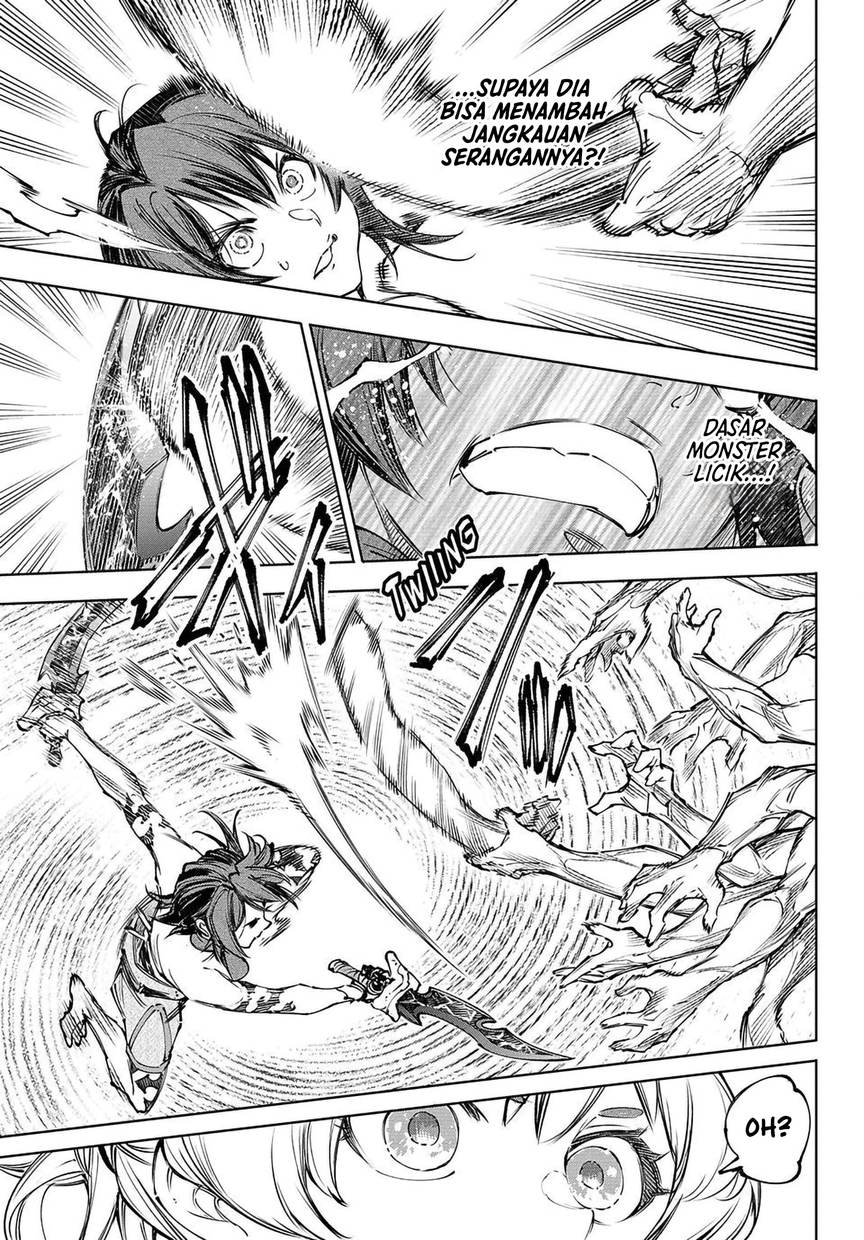 ...SUPAYA DIA
BISA MENAMBAH
JANGKAUAN
SERANGANNYA?!
DASAR
MONSTER
LICIK...!
TWIIING
OH?